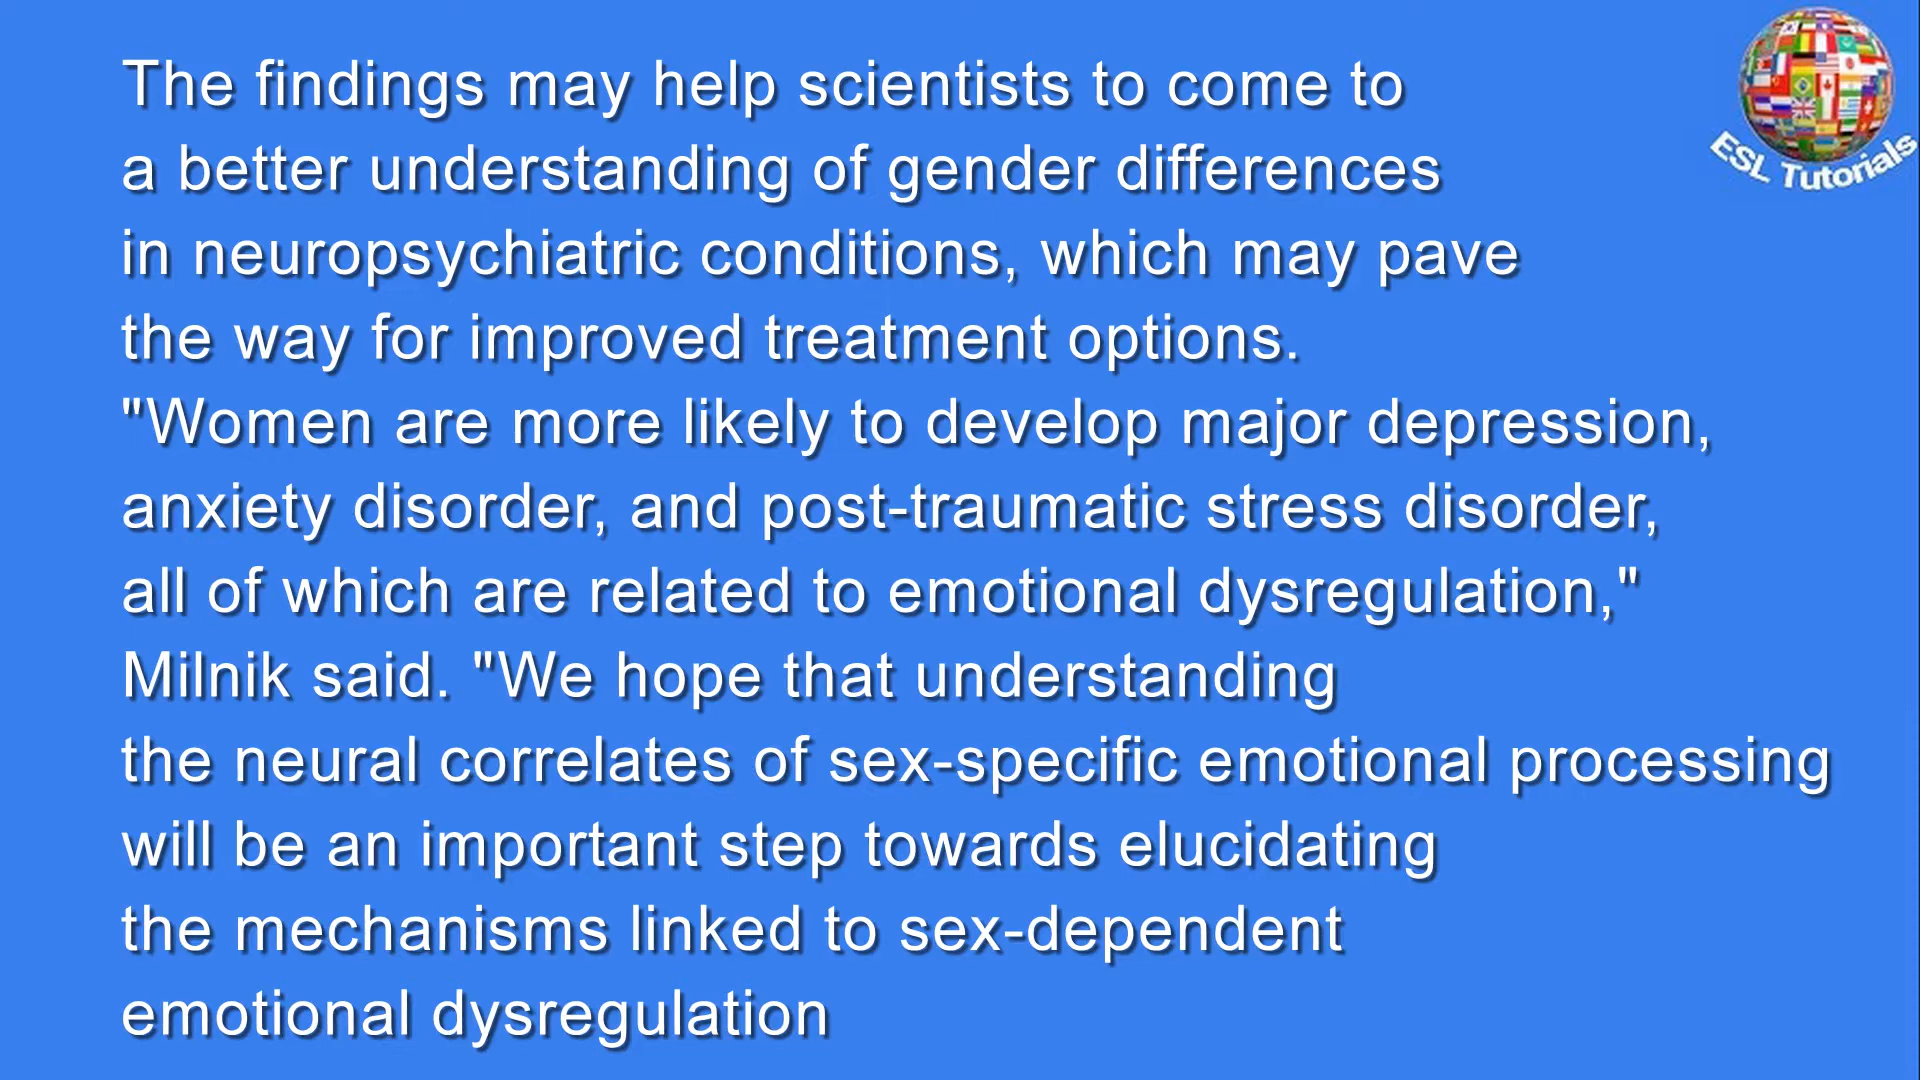 The findings may help scientists to come to
a better understanding of gender differences
in neuropsychiatric conditions, which may pave
the way for improved treatment options.
"Women are more likely to develop major depression,
anxiety disorder, and post-traumatic stress disorder,
all of which are related to emotional dysregulation,"
Milnik said. "We hope that understanding
the neural correlates of sex-specific emotional processing
will be an important step towards elucidating
the mechanisms linked to sex-dependent
emotional dysregulation
ESL Tutorials